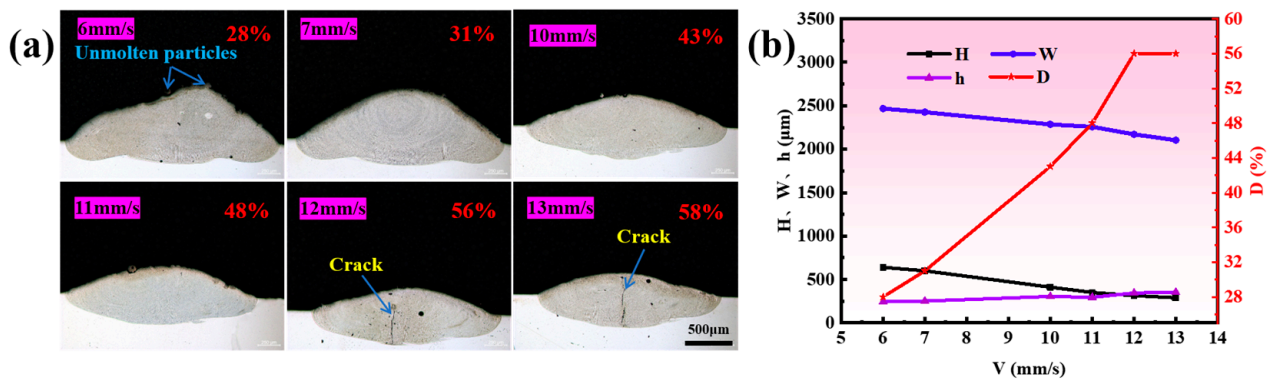 (a)
6mm/s 28%
Unmolten particles
7mm/s 31%
10mm/s 43%
11mm/s 48%
12mm/s 56%
Crack
13mm/s 58%
Crack
500μm
(b)
H、W、h (μm)
3500
3000
2500
2000
1500
1000
500
0
H W
h D
60
56
52
48
44
40
36
32
28
D (%)
5 6 7 8 9 10 11 12 13 14
V (mm/s)